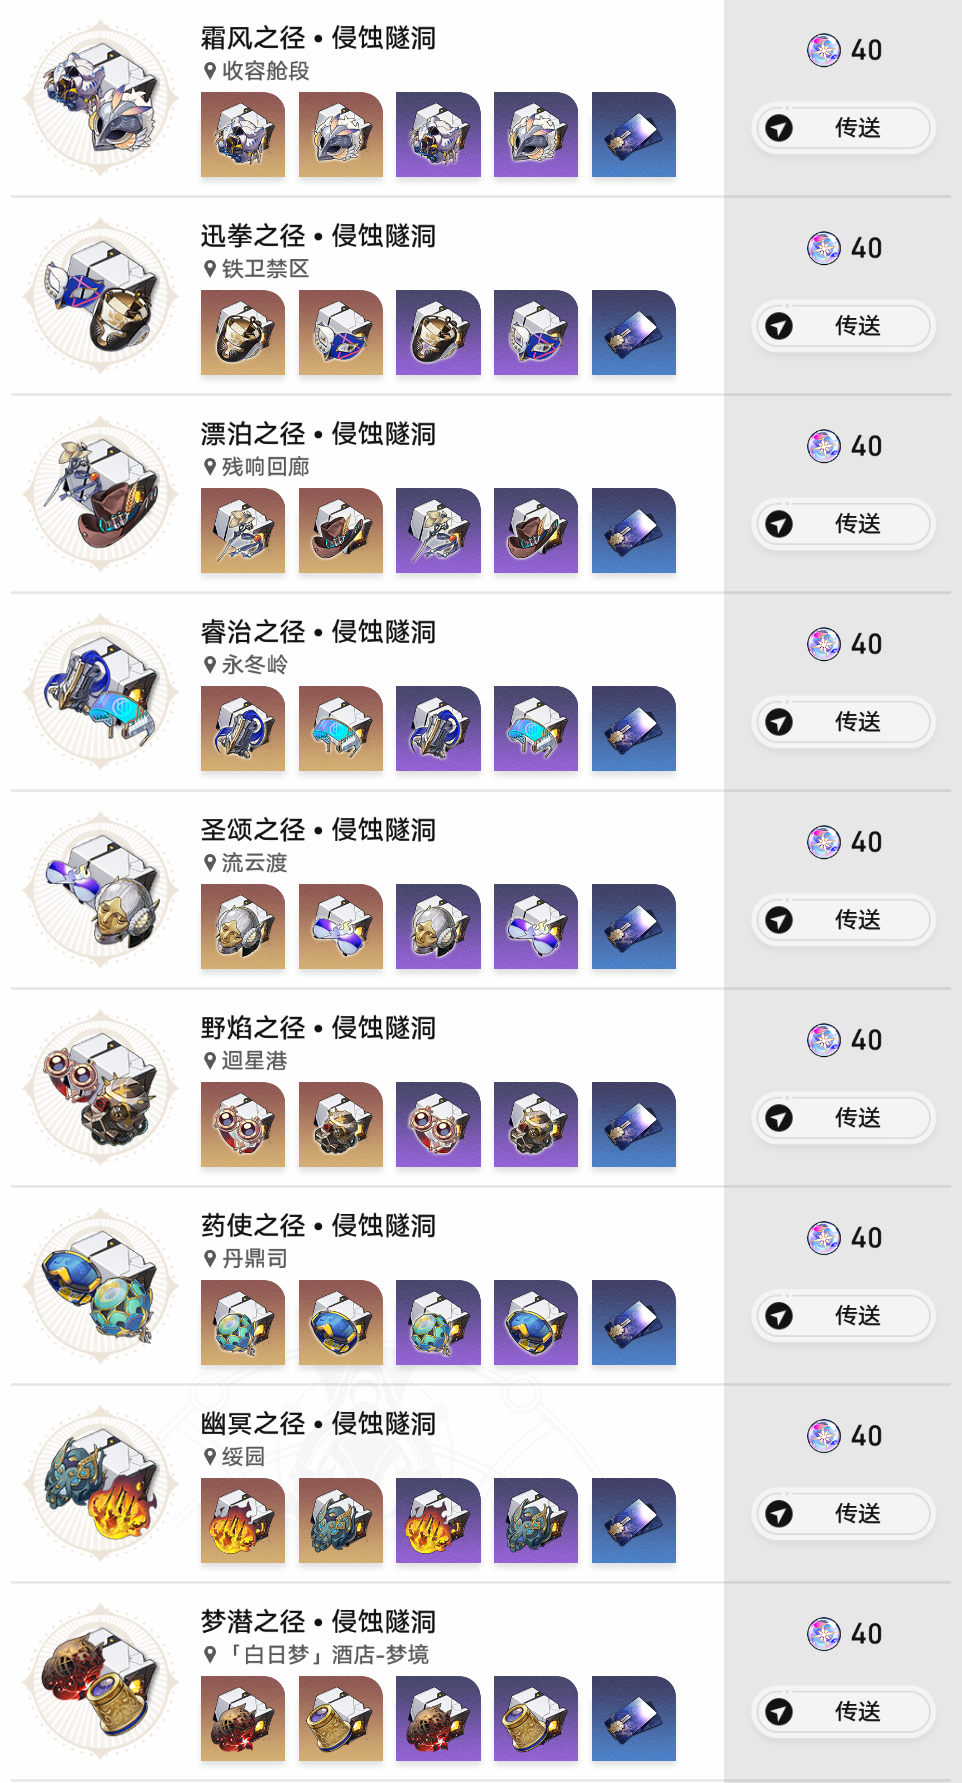 霜风之径 • 侵蚀隧洞
收容舱段
40
传送
迅拳之径 • 侵蚀隧洞
铁卫禁区
40
传送
漂泊之径 • 侵蚀隧洞
残响回廊
40
传送
睿治之径 • 侵蚀隧洞
永冬岭
40
传送
圣颂之径 • 侵蚀隧洞
流云渡
40
传送
野焰之径 • 侵蚀隧洞
迴星港
40
传送
药使之径 • 侵蚀隧洞
丹鼎司
40
传送
幽冥之径 • 侵蚀隧洞
绥园
40
传送
梦潜之径 • 侵蚀隧洞
「白日梦」酒店-梦境
40
传送